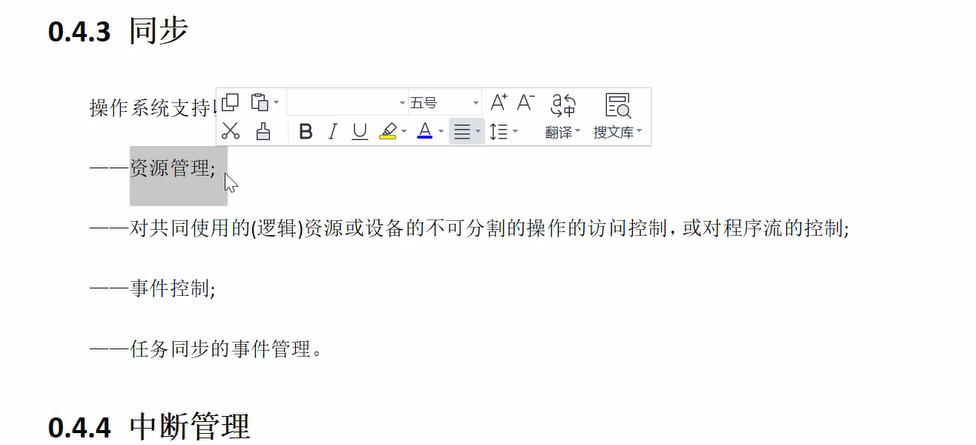 0.4.3 同步
操作系统支持
五号 A+ A-
B I U A 翻译 搜文库
——资源管理;
——对共同使用的(逻辑)资源或设备的不可分割的操作的访问控制，或对程序流的控制;
——事件控制;
——任务同步的事件管理。
0.4.4 中断管理